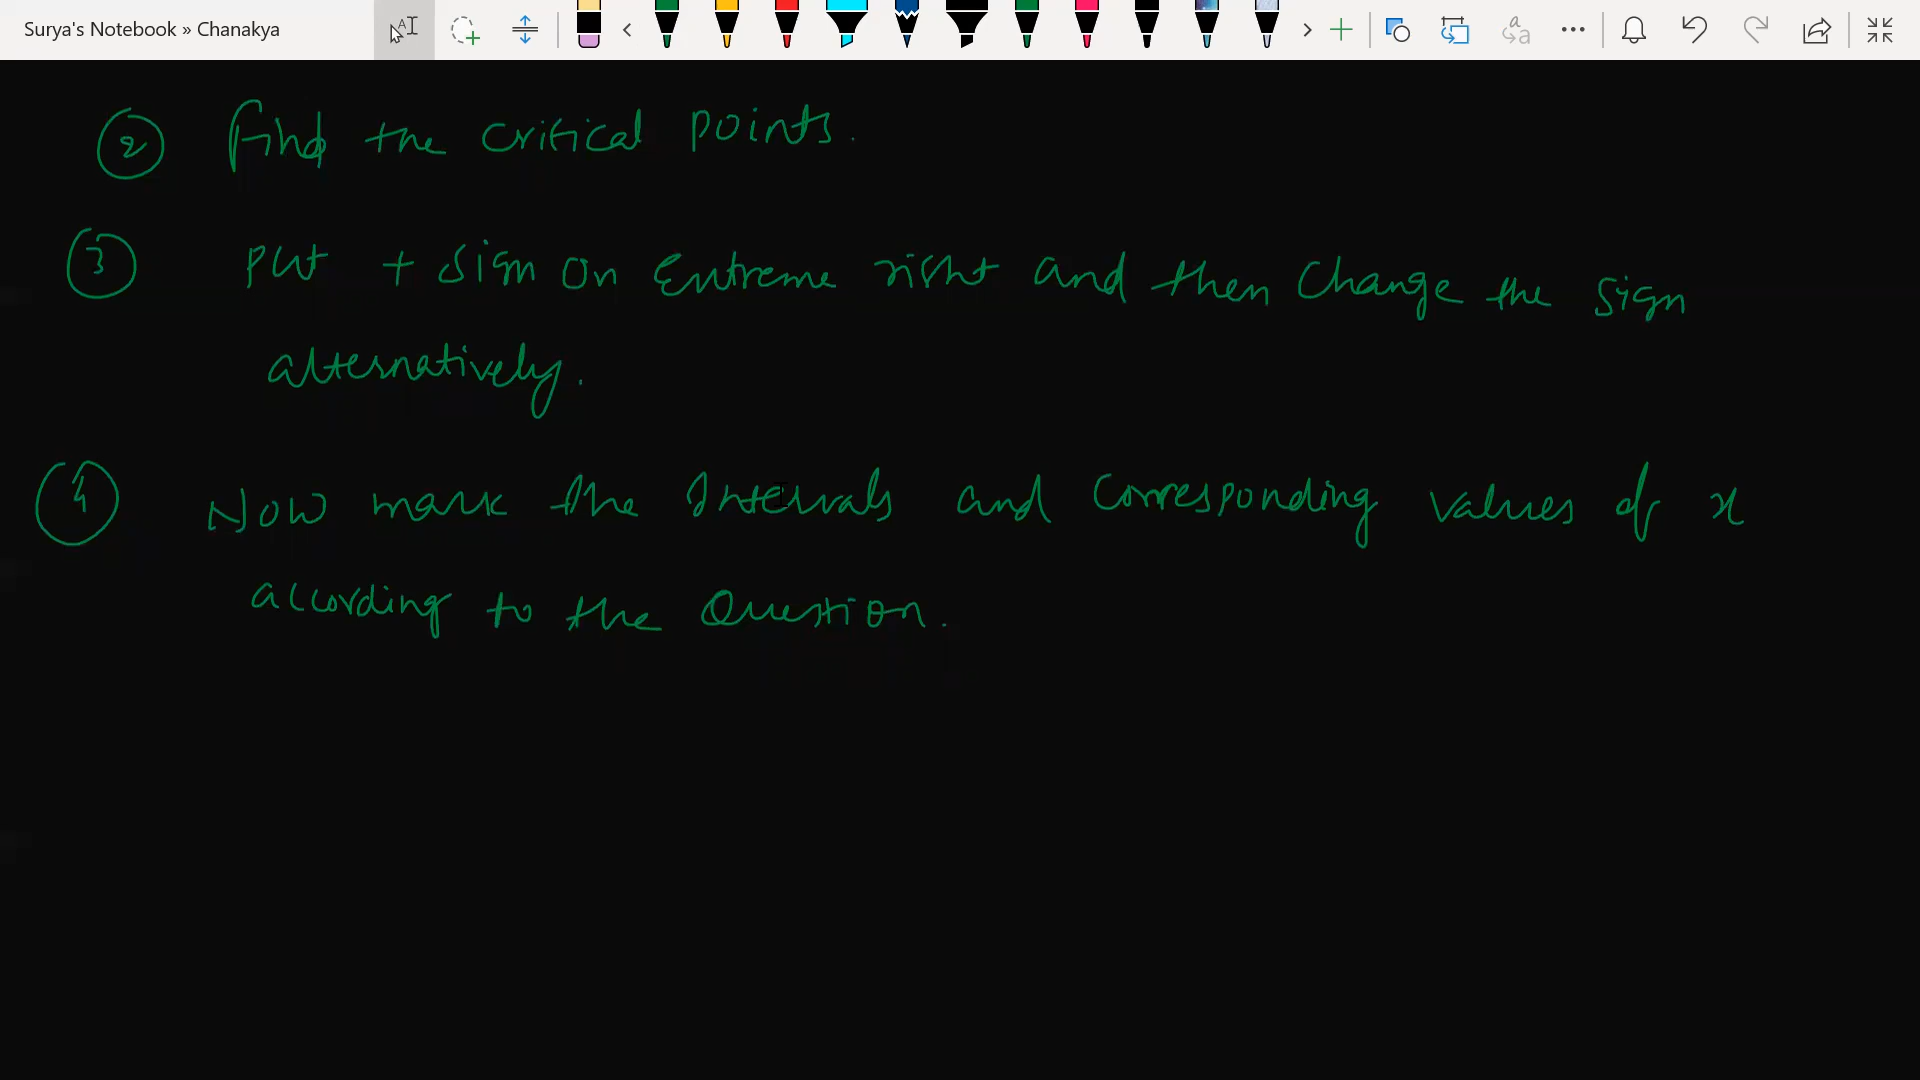 Surya's Notebook » Chanakya
② Find the critical points.
③ Put + sign on Extreme right and then change the sign
alternatively.
④ Now mark the Intervals and corresponding values of x
according to the Question.